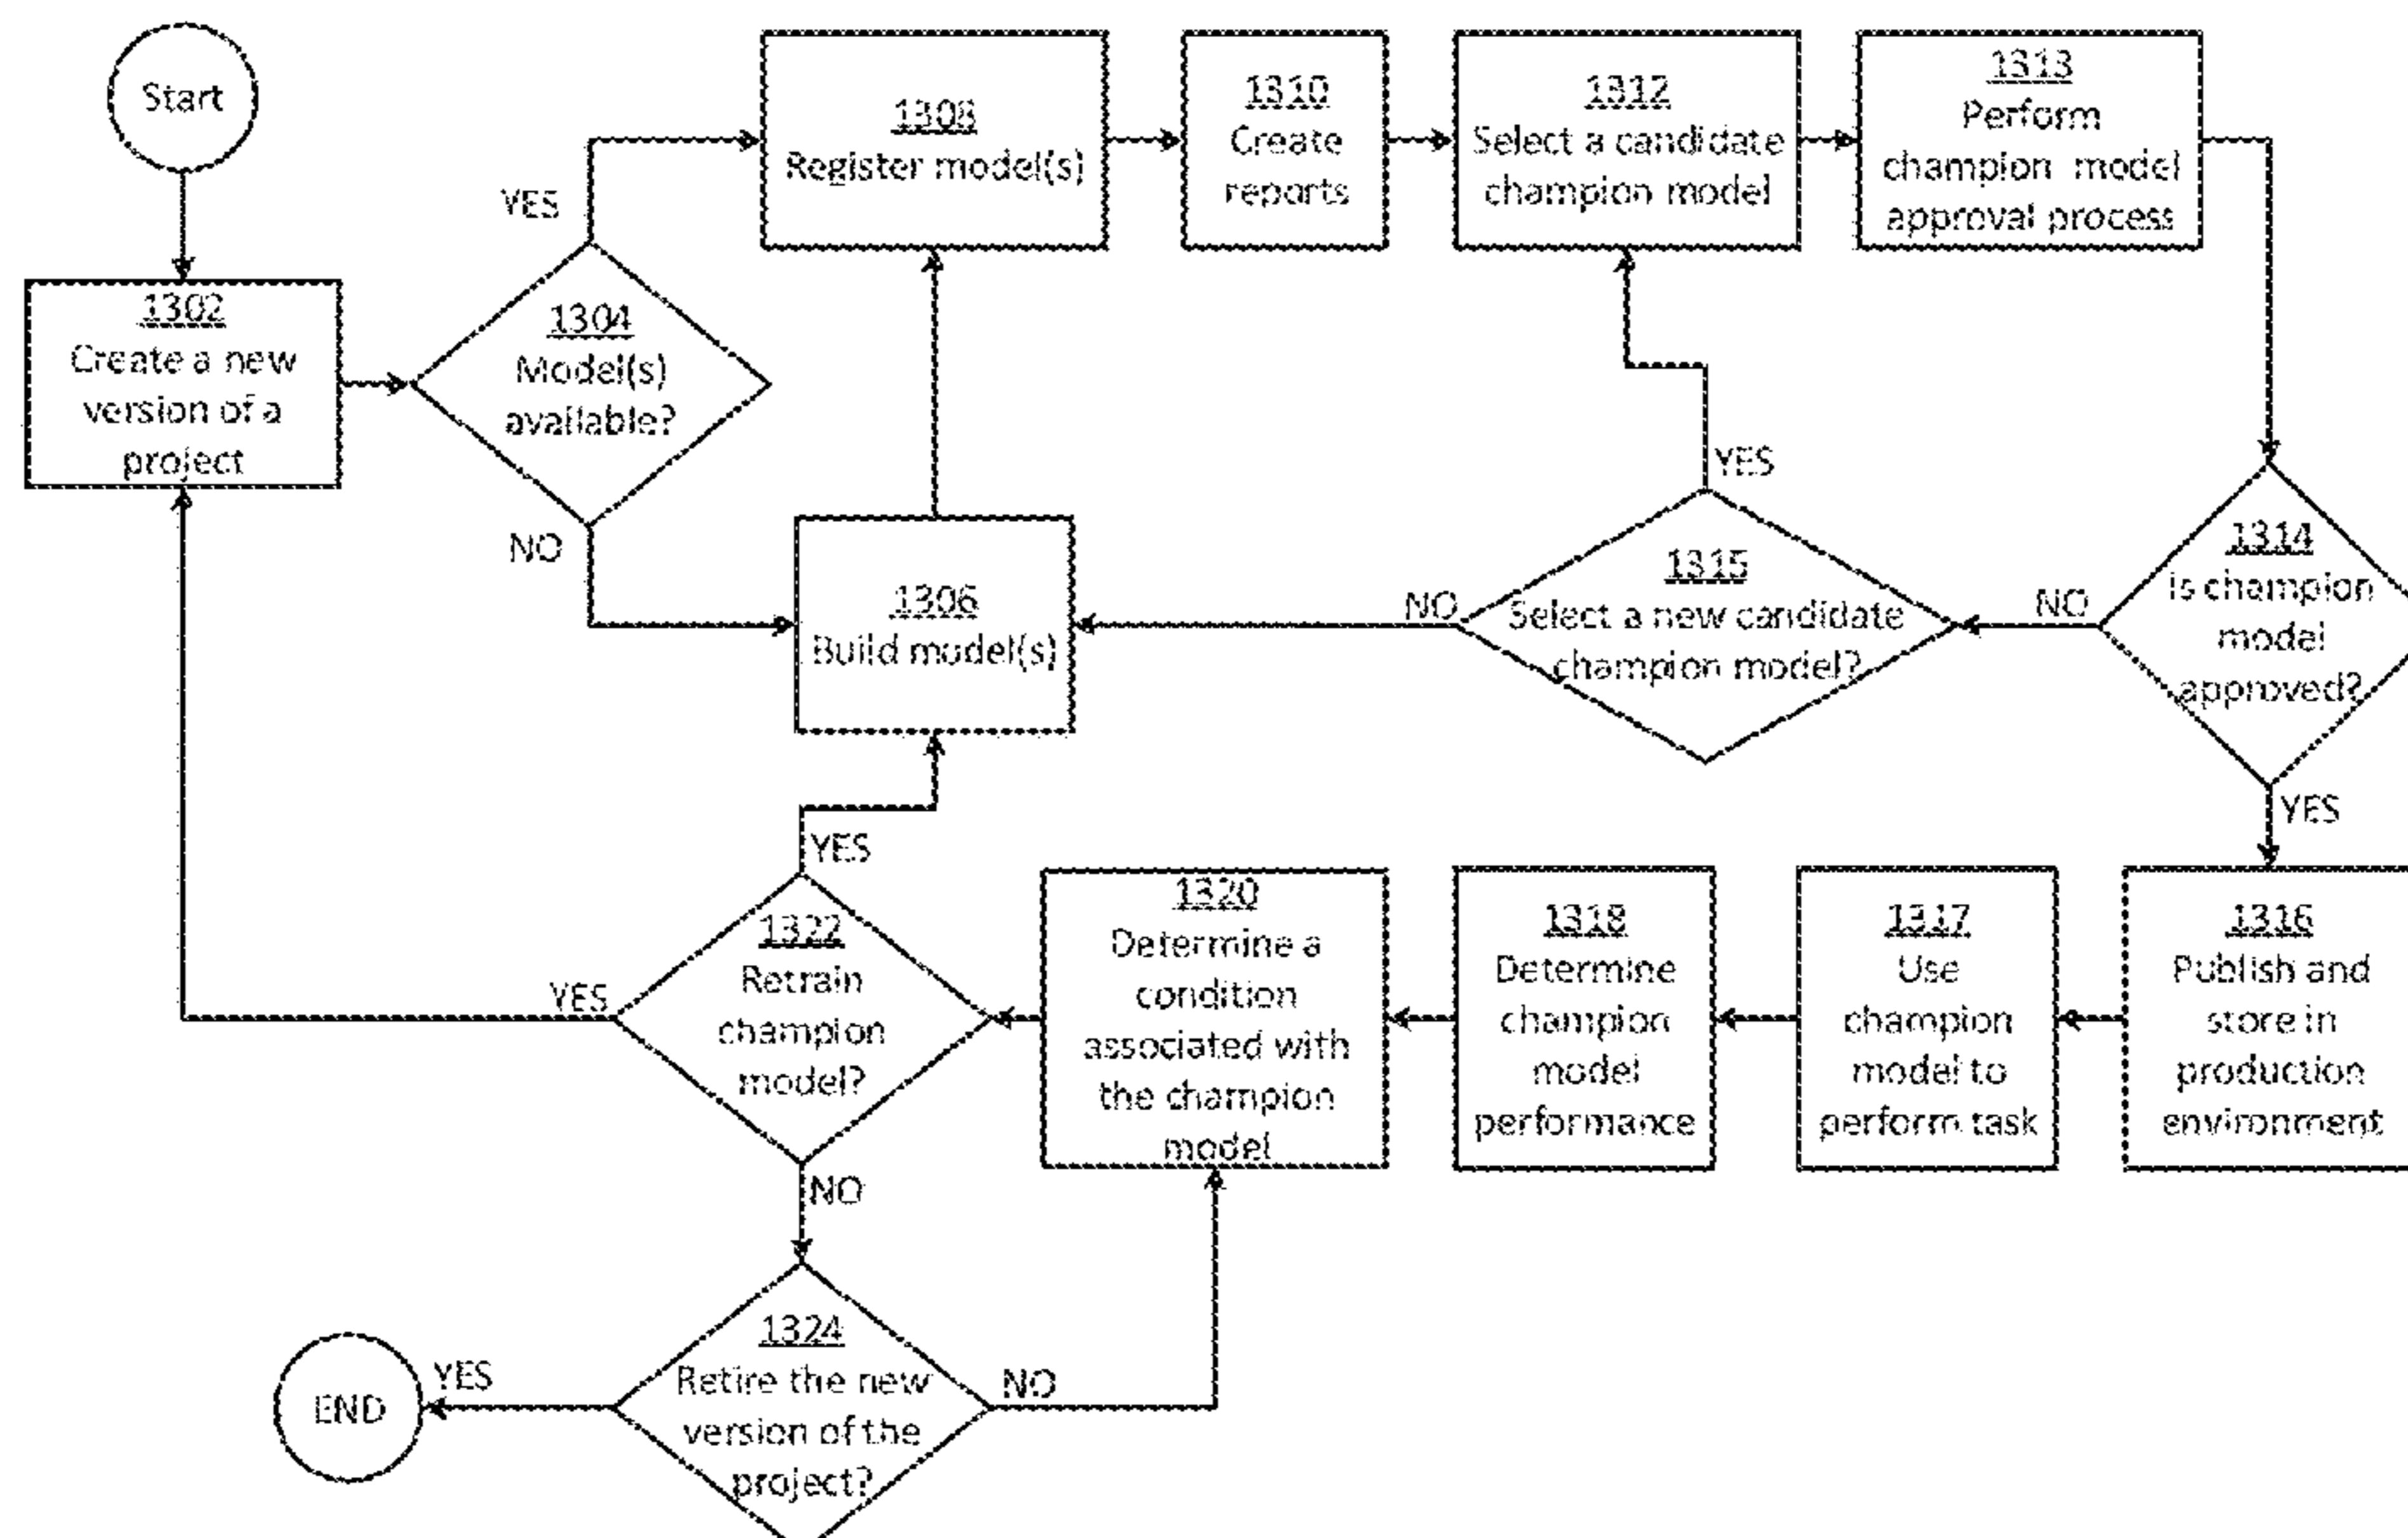 Start
1302
Create a new
version of a
project
1304
Model(s)
available?
YES
NO
1308
Register model(s)
1306
Build model(s)
1310
Create
reports
1312
Select a candidate
champion model
1313
Perform
champion model
approval process
1314
Is champion
model
approved?
NO
YES
1315
Select a new candidate
champion model?
YES
NO
1316
Publish and
store in
production
environment
1317
Use
champion
model to
perform task
1318
Determine
champion
model
performance
1320
Determine a
condition
associated with
the champion
model
1322
Retrain
champion
model?
YES
YES
NO
1324
Retire the new
version of the
project?
NO
YES
END